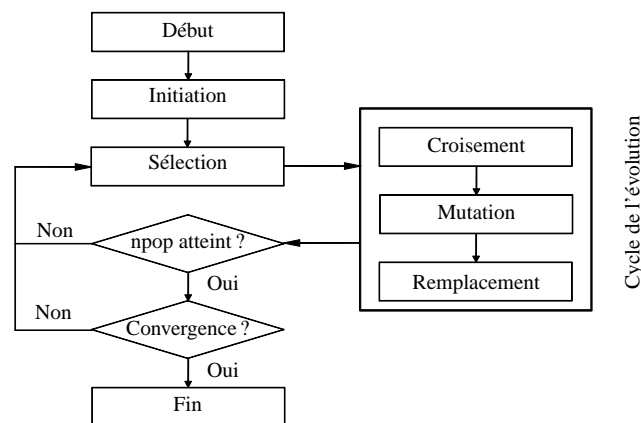 Début
Initiation
Sélection
Croisement
Mutation
Remplacement
Cycle de l'évolution
Non
npop atteint ?
Oui
Non
Convergence ?
Oui
Fin